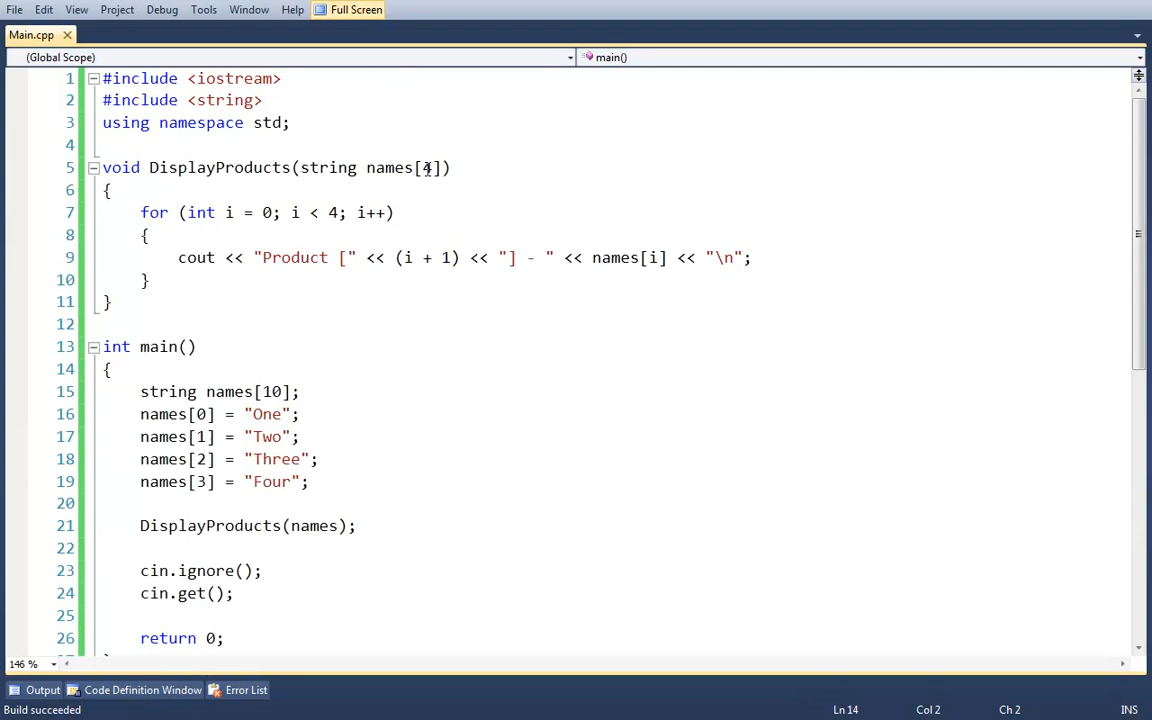 File Edit View Project Debug Tools Window Help Full Screen
Main.cpp
(Global Scope) main()
1 #include <iostream>
2 #include <string>
3 using namespace std;
4
5 void DisplayProducts(string names[4])
6 {
7 for (int i = 0; i < 4; i++)
8 {
9 cout << "Product [" << (i + 1) << "] - " << names[i] << "\n";
10 }
11 }
12
13 int main()
14 {
15 string names[10];
16 names[0] = "One";
17 names[1] = "Two";
18 names[2] = "Three";
19 names[3] = "Four";
20
21 DisplayProducts(names);
22
23 cin.ignore();
24 cin.get();
25
26 return 0;
146 %
Output Code Definition Window Error List
Build succeeded Ln 14 Col 2 Ch 2 INS